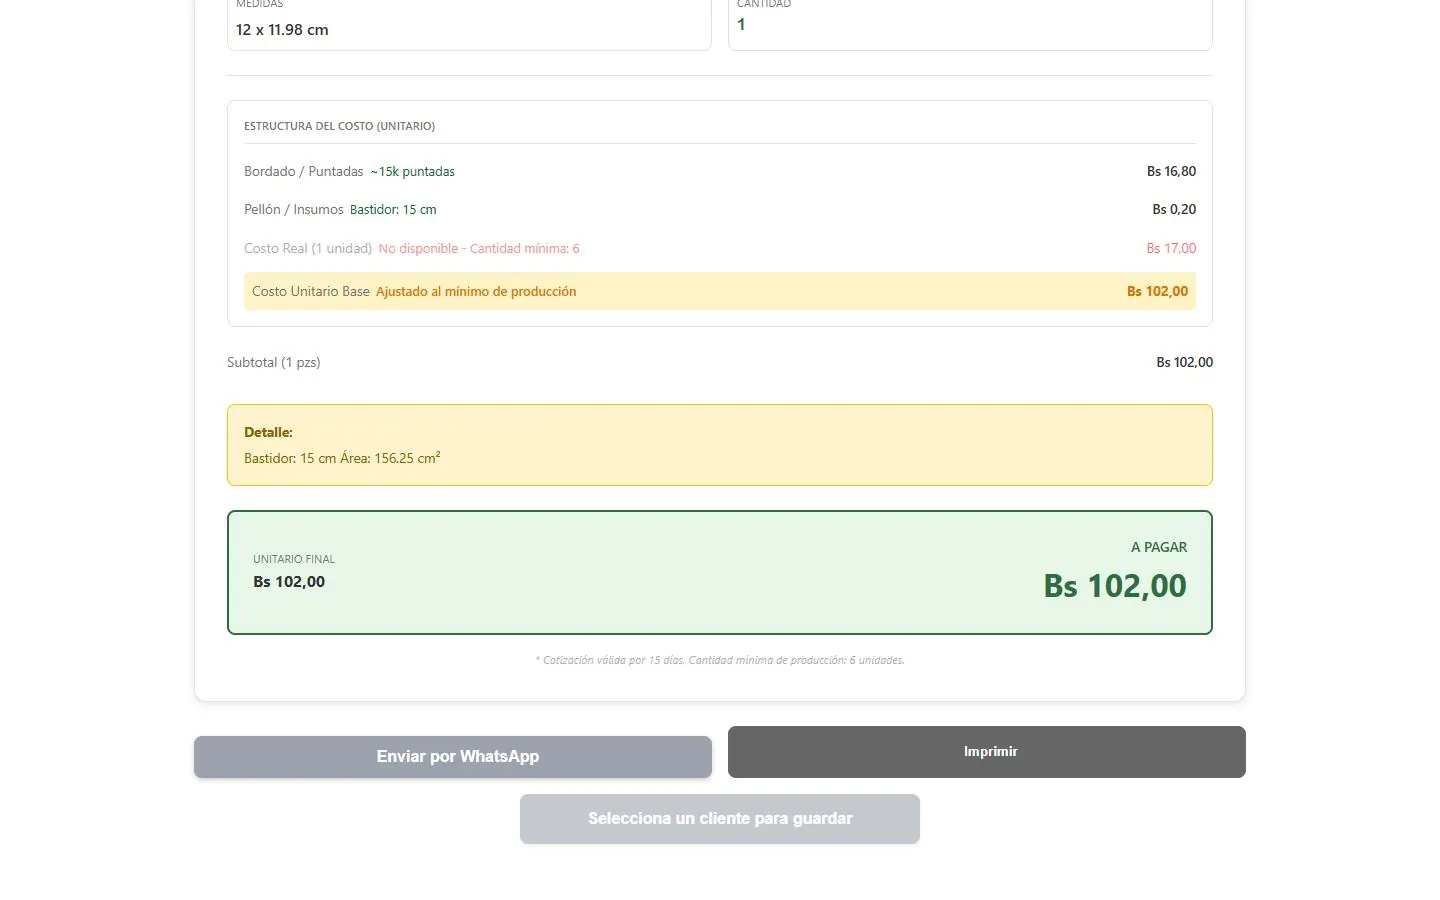 MEDIDAS
12 x 11.98 cm
CANTIDAD
1
ESTRUCTURA DEL COSTO (UNITARIO)
Bordado / Puntadas ~15k puntadas Bs 16,80
Pellón / Insumos Bastidor: 15 cm Bs 0,20
Costo Real (1 unidad) No disponible - Cantidad mínima: 6 Bs 17,00
Costo Unitario Base Ajustado al mínimo de producción Bs 102,00
Subtotal (1 pzs) Bs 102,00
Detalle:
Bastidor: 15 cm Área: 156.25 cm²
UNITARIO FINAL
Bs 102,00
A PAGAR
Bs 102,00
* Cotización válida por 15 días. Cantidad mínima de producción: 6 unidades.
Enviar por WhatsApp
Imprimir
Selecciona un cliente para guardar